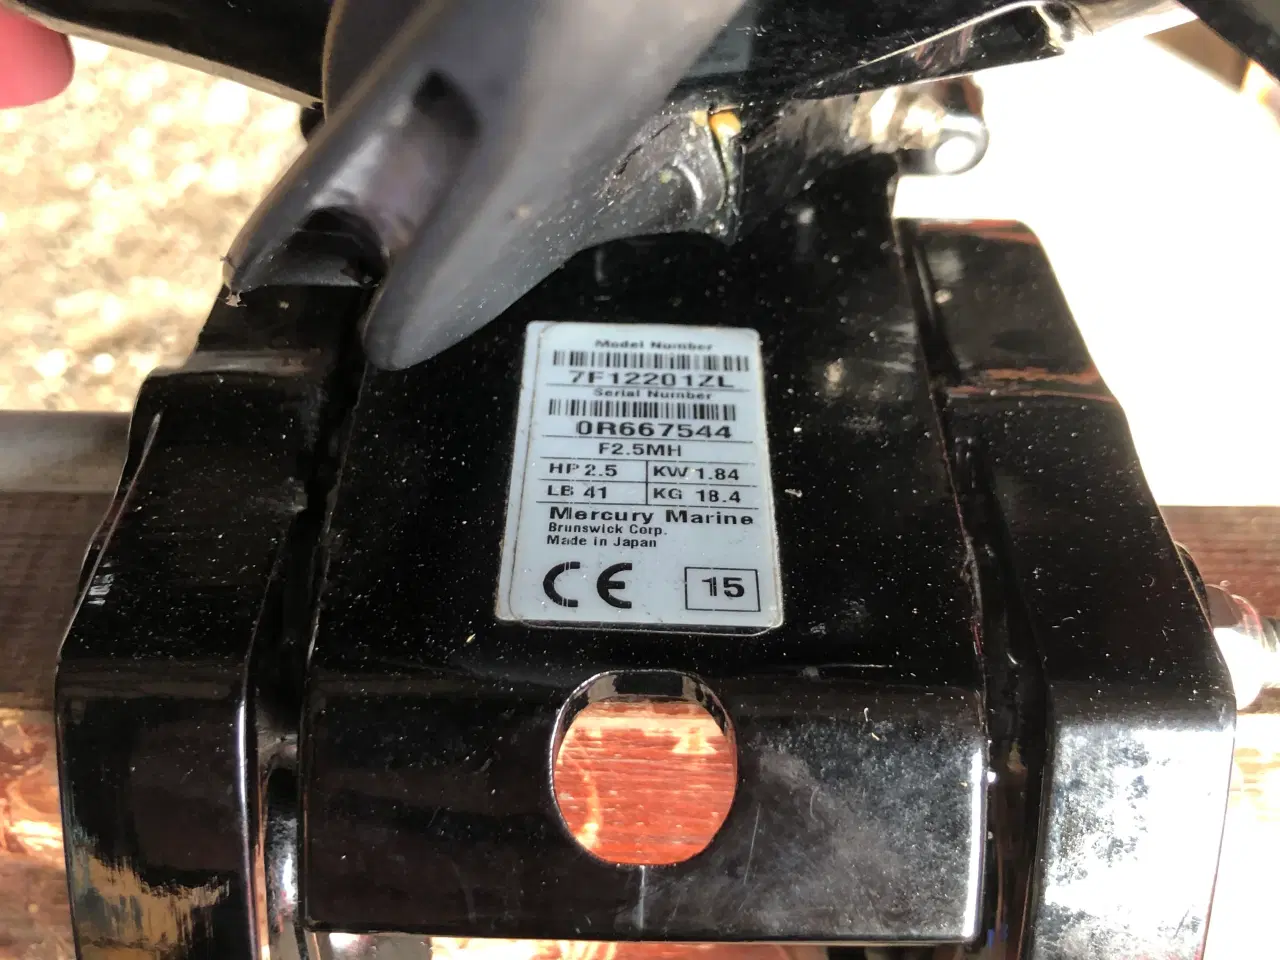 Model Number
7F12201ZL
Serial Number
0R667544
F2.5MH
HP 2.5 KW 1.84
LB 41 KG 18.4
Mercury Marine
Brunswick Corp.
Made in Japan
CE 15